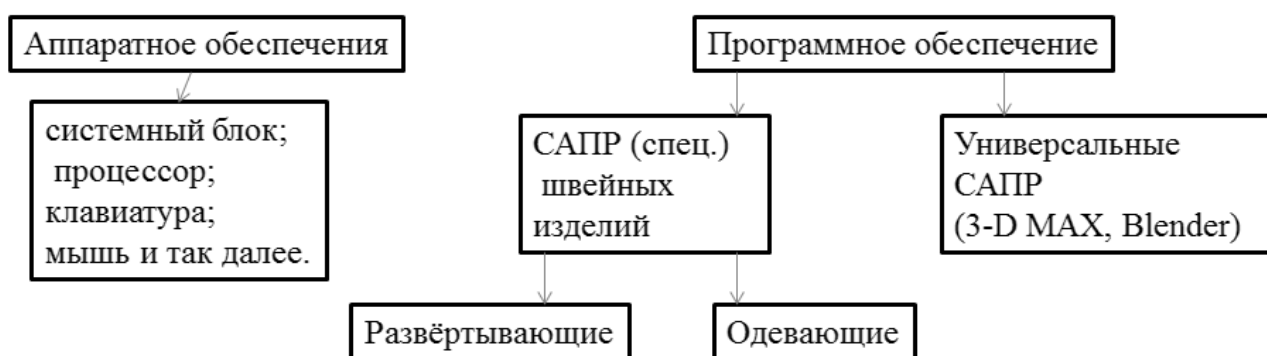 Аппаратное обеспечения
Программное обеспечение
системный блок;
процессор;
клавиатура;
мышь и так далее.
САПР (спец.)
швейных
изделий
Универсальные
САПР
(3-D MAX, Blender)
Развёртывающие
Одевающие